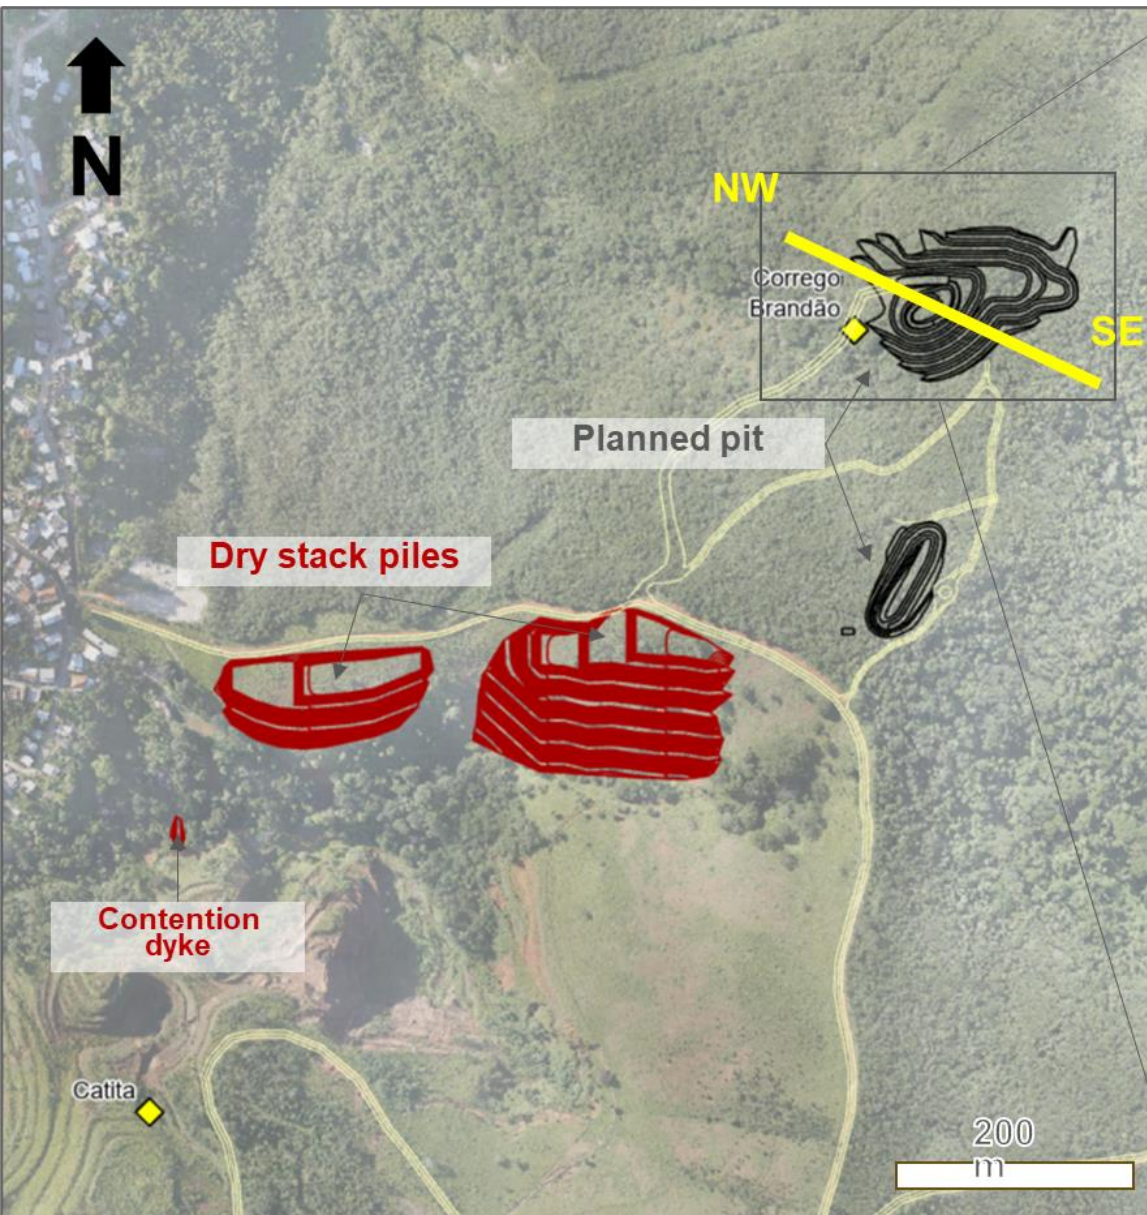 N
NW
Corrego
Brandão
SE
Planned pit
Dry stack piles
Contention
dyke
Catita
200
m